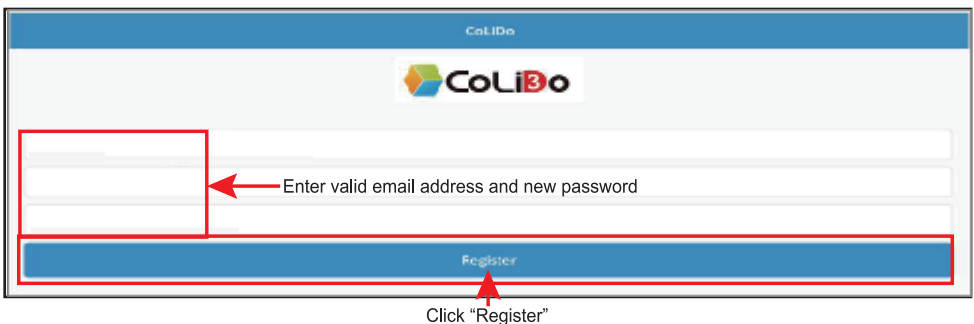 CoLiDo
CoLiDo
Enter valid email address and new password
Register
Click “Register”